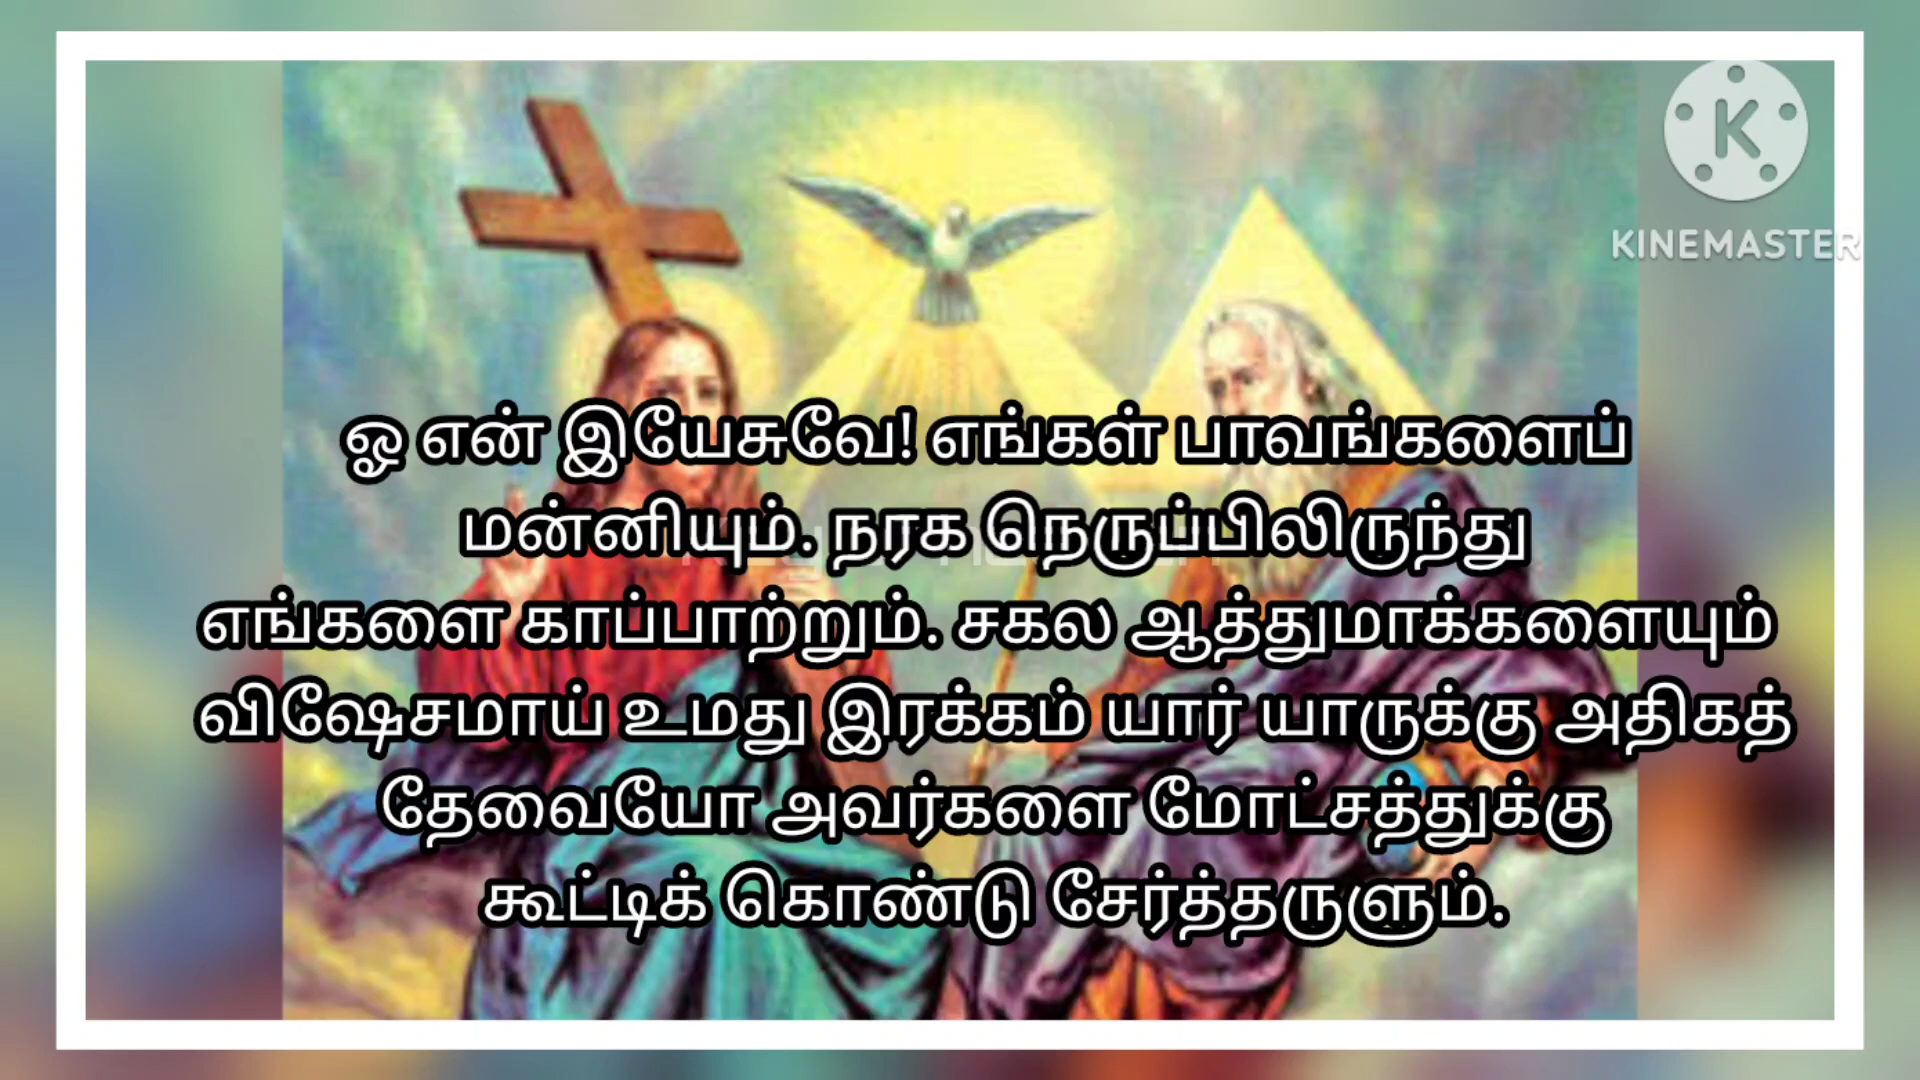 KINEMASTER
ஓ என் இயேசுவே! எங்கள் பாவங்களைப்
மன்னியும். நரக நெருப்பிலிருந்து
எங்களை காப்பாற்றும். சகல ஆத்துமாக்களையும்
விஷேசமாய் உமது இரக்கம் யார் யாருக்கு அதிகத்
தேவையோ அவர்களை மோட்சத்துக்கு
கூட்டிக் கொண்டு சேர்த்தருளும்.